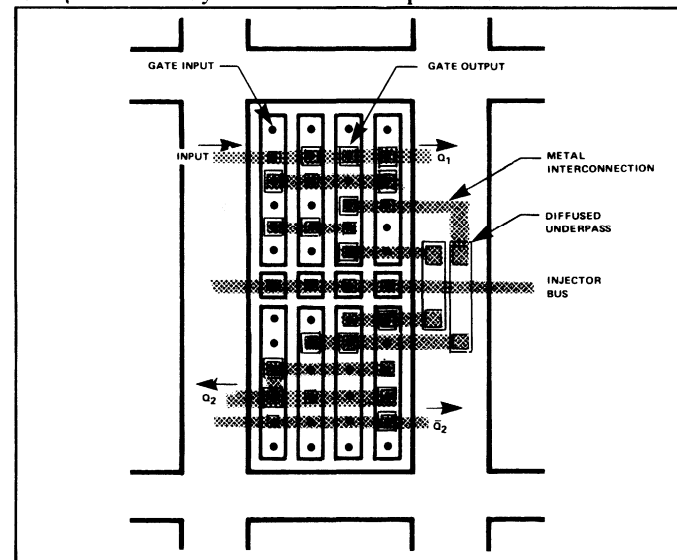 GATE INPUT
GATE OUTPUT
INPUT
Q1
METAL
INTERCONNECTION
DIFFUSED
UNDERPASS
INJECTOR
BUS
Q2
Q̄2